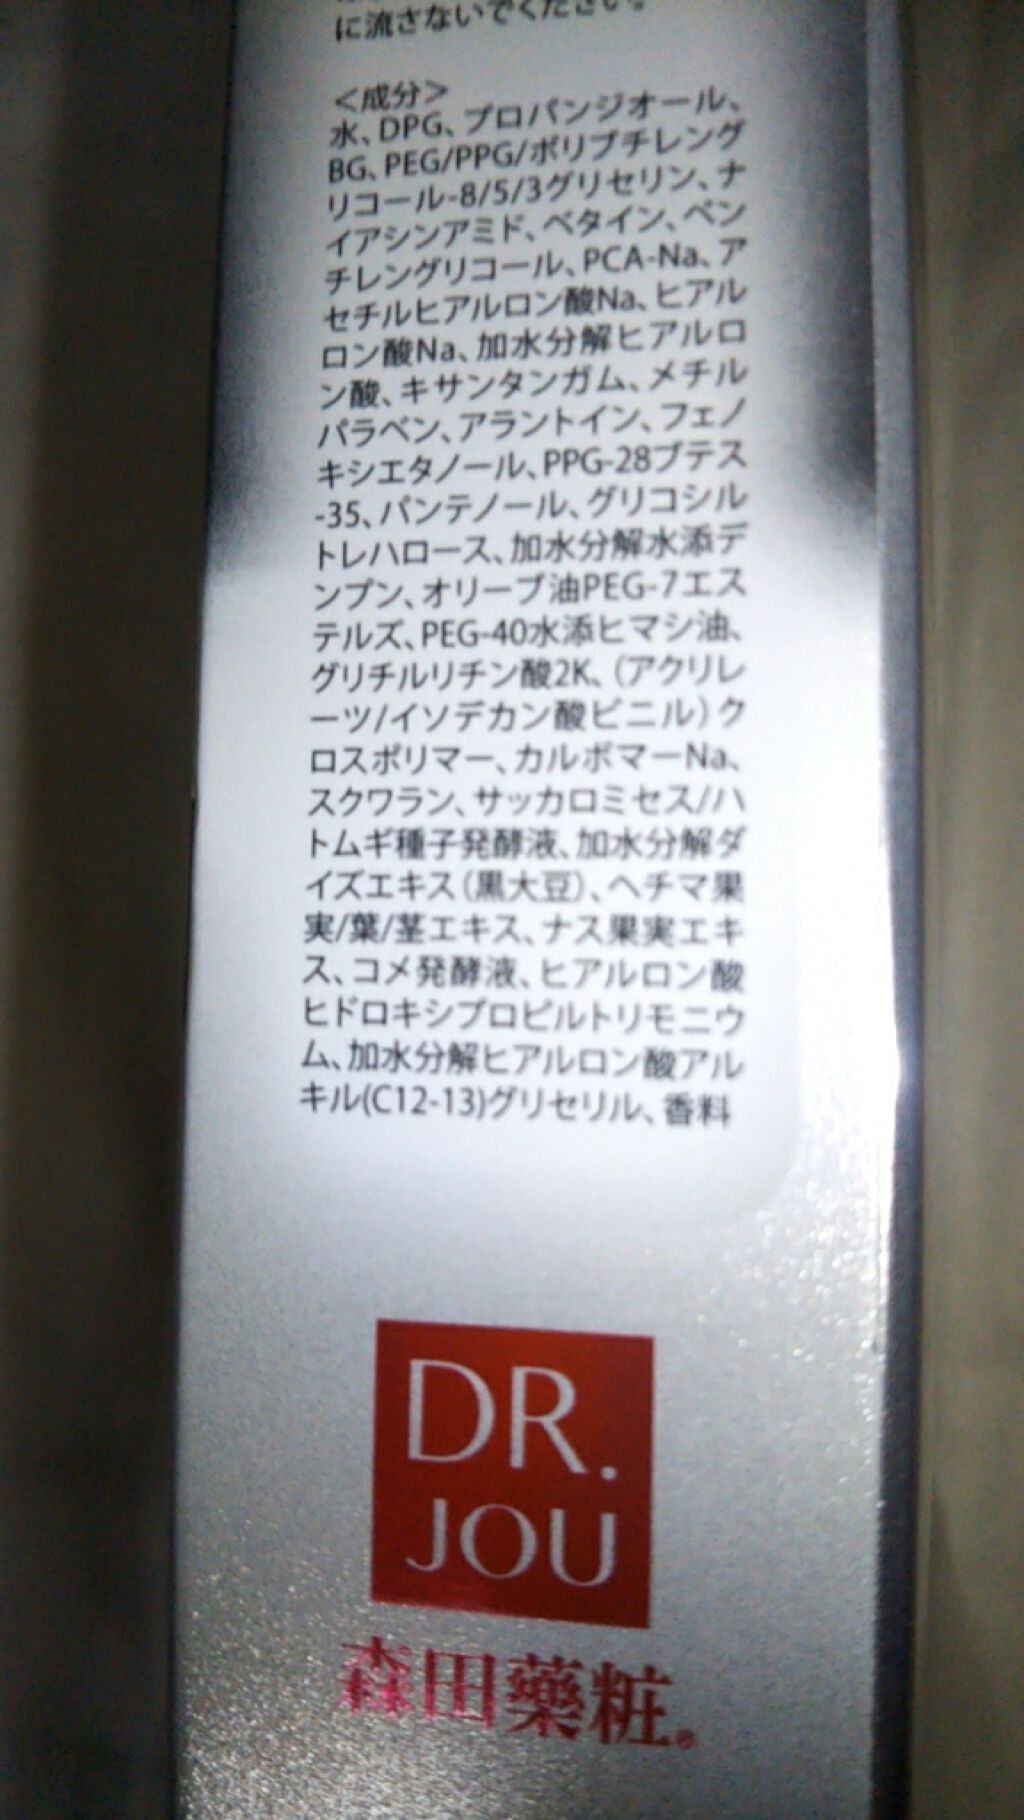 に流さないでください。
＜成分＞
水、DPG、プロパンジオール、
BG、PEG/PPG/ポリブチレング
リコール-8/5/3グリセリン、ナ
イアシンアミド、ベタイン、ペン
チレングリコール、PCA-Na、ア
セチルヒアルロン酸Na、ヒアル
ロン酸Na、加水分解ヒアルロ
ン酸、キサンタンガム、メチル
パラベン、アラントイン、フェノ
キシエタノール、PPG-28ブテス
-35、パンテノール、グリコシル
トレハロース、加水分解水添デ
ンプン、オリーブ油PEG-7エス
テルズ、PEG-40水添ヒマシ油、
グリチルリチン酸2K、（アクリレ
ーツ/イソデカン酸ビニル）ク
ロスポリマー、カルボマーNa、
スクワラン、サッカロミセス/ハ
トムギ種子発酵液、加水分解ダ
イズエキス（黒大豆）、ヘチマ果
実/葉/茎エキス、ナス果実エキ
ス、コメ発酵液、ヒアルロン酸
ヒドロキシプロピルトリモニウ
ム、加水分解ヒアルロン酸アル
キル(C12-13)グリセリル、香料
DR.
JOU
森田藥粧®